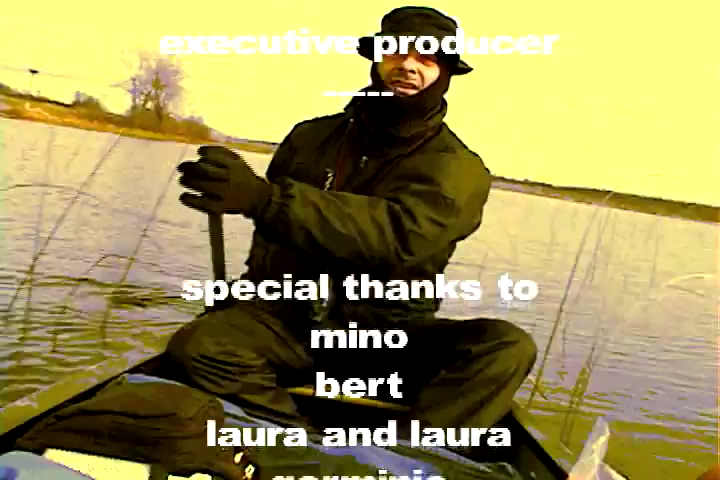 executive producer
-----
special thanks to
mino
bert
laura and laura